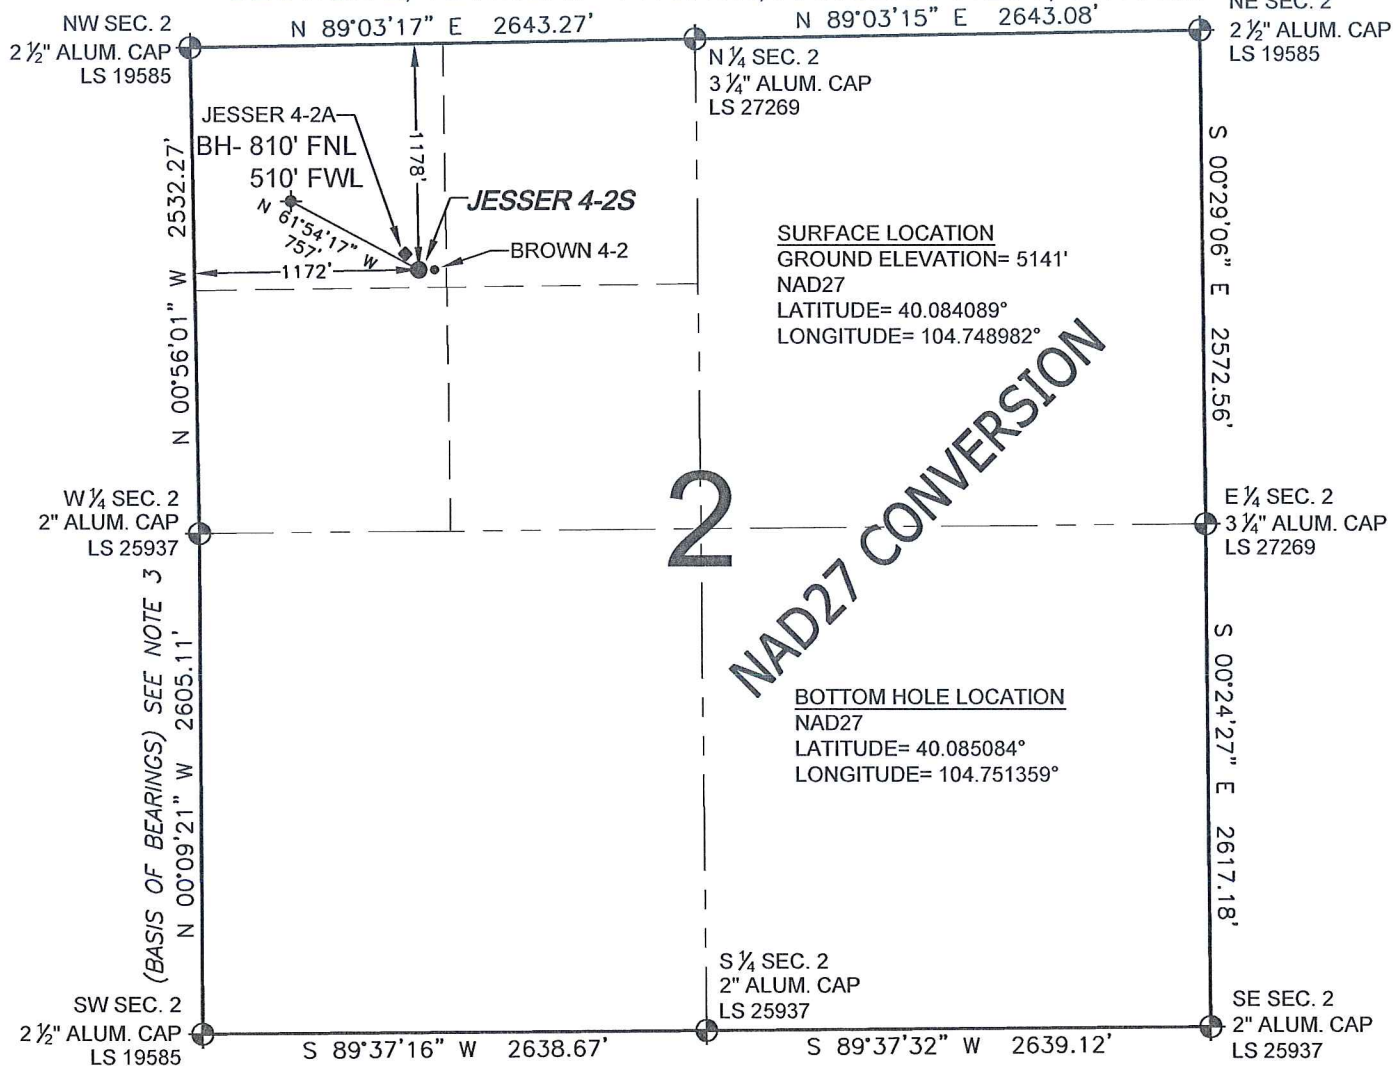 NW SEC. 2
2 ½" ALUM. CAP
LS 19585
N 89°03'17" E 2643.27'
N 89°03'15" E 2643.08'
NE SEC. 2
2 ½" ALUM. CAP
LS 19585
N ¼ SEC. 2
3 ¼" ALUM. CAP
LS 27269
JESSER 4-2A
BH- 810' FNL
510' FWL
N 61°54'17" W
757'
1178'
1172'
JESSER 4-2S
BROWN 4-2
SURFACE LOCATION
GROUND ELEVATION= 5141'
NAD27
LATITUDE= 40.084089°
LONGITUDE= 104.748982°
N 00°56'01" W 2532.27'
S 00°29'06" E 2572.56'
NAD27 CONVERSION
2
W ¼ SEC. 2
2" ALUM. CAP
LS 25937
E ¼ SEC. 2
3 ¼" ALUM. CAP
LS 27269
(BASIS OF BEARINGS) SEE NOTE 3
N 00°09'21" W 2605.11'
BOTTOM HOLE LOCATION
NAD27
LATITUDE= 40.085084°
LONGITUDE= 104.751359°
S 00°24'27" E 2617.18'
SW SEC. 2
2 ½" ALUM. CAP
LS 19585
S 89°37'16" W 2638.67'
S ¼ SEC. 2
2" ALUM. CAP
LS 25937
S 89°37'32" W 2639.12'
SE SEC. 2
2" ALUM. CAP
LS 25937